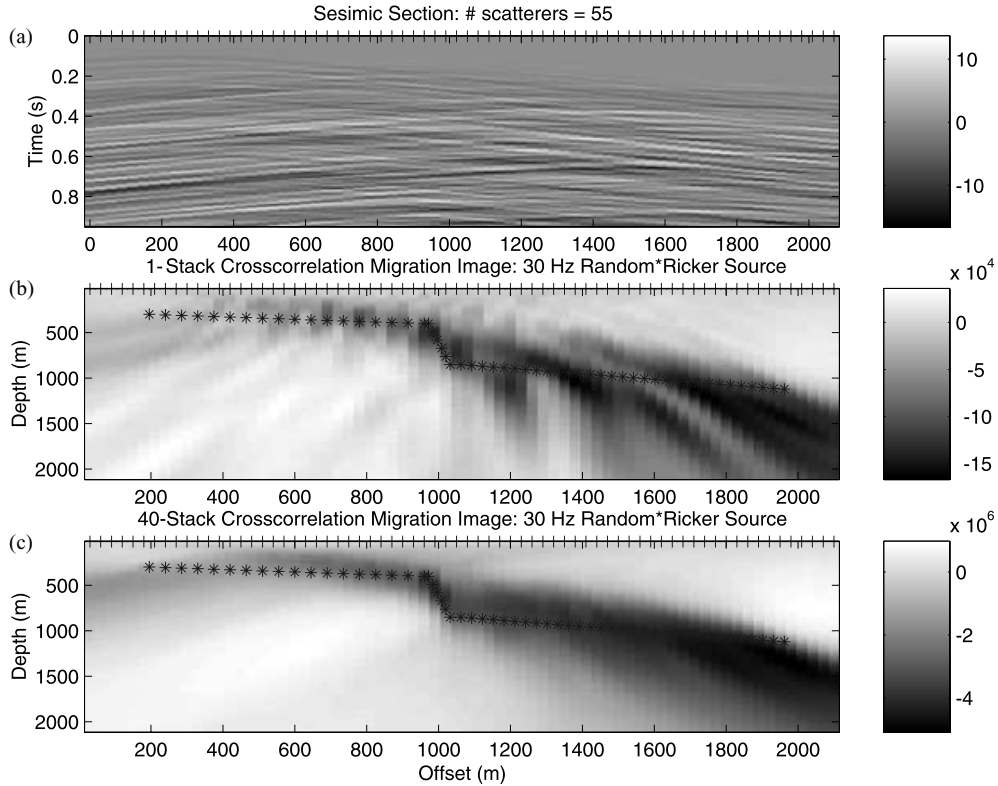 Sesimic Section: # scatterers = 55
(a)
0
0.2
0.4
0.6
0.8
Time (s)
0 200 400 600 800 1000 1200 1400 1600 1800 2000
10
0
-10
1-Stack Crosscorrelation Migration Image: 30 Hz Random*Ricker Source
(b)
500
1000
1500
2000
Depth (m)
200 400 600 800 1000 1200 1400 1600 1800 2000
x 10^4
0
-5
-10
-15
40-Stack Crosscorrelation Migration Image: 30 Hz Random*Ricker Source
(c)
500
1000
1500
2000
Depth (m)
200 400 600 800 1000 1200 1400 1600 1800 2000
Offset (m)
x 10^6
0
-2
-4